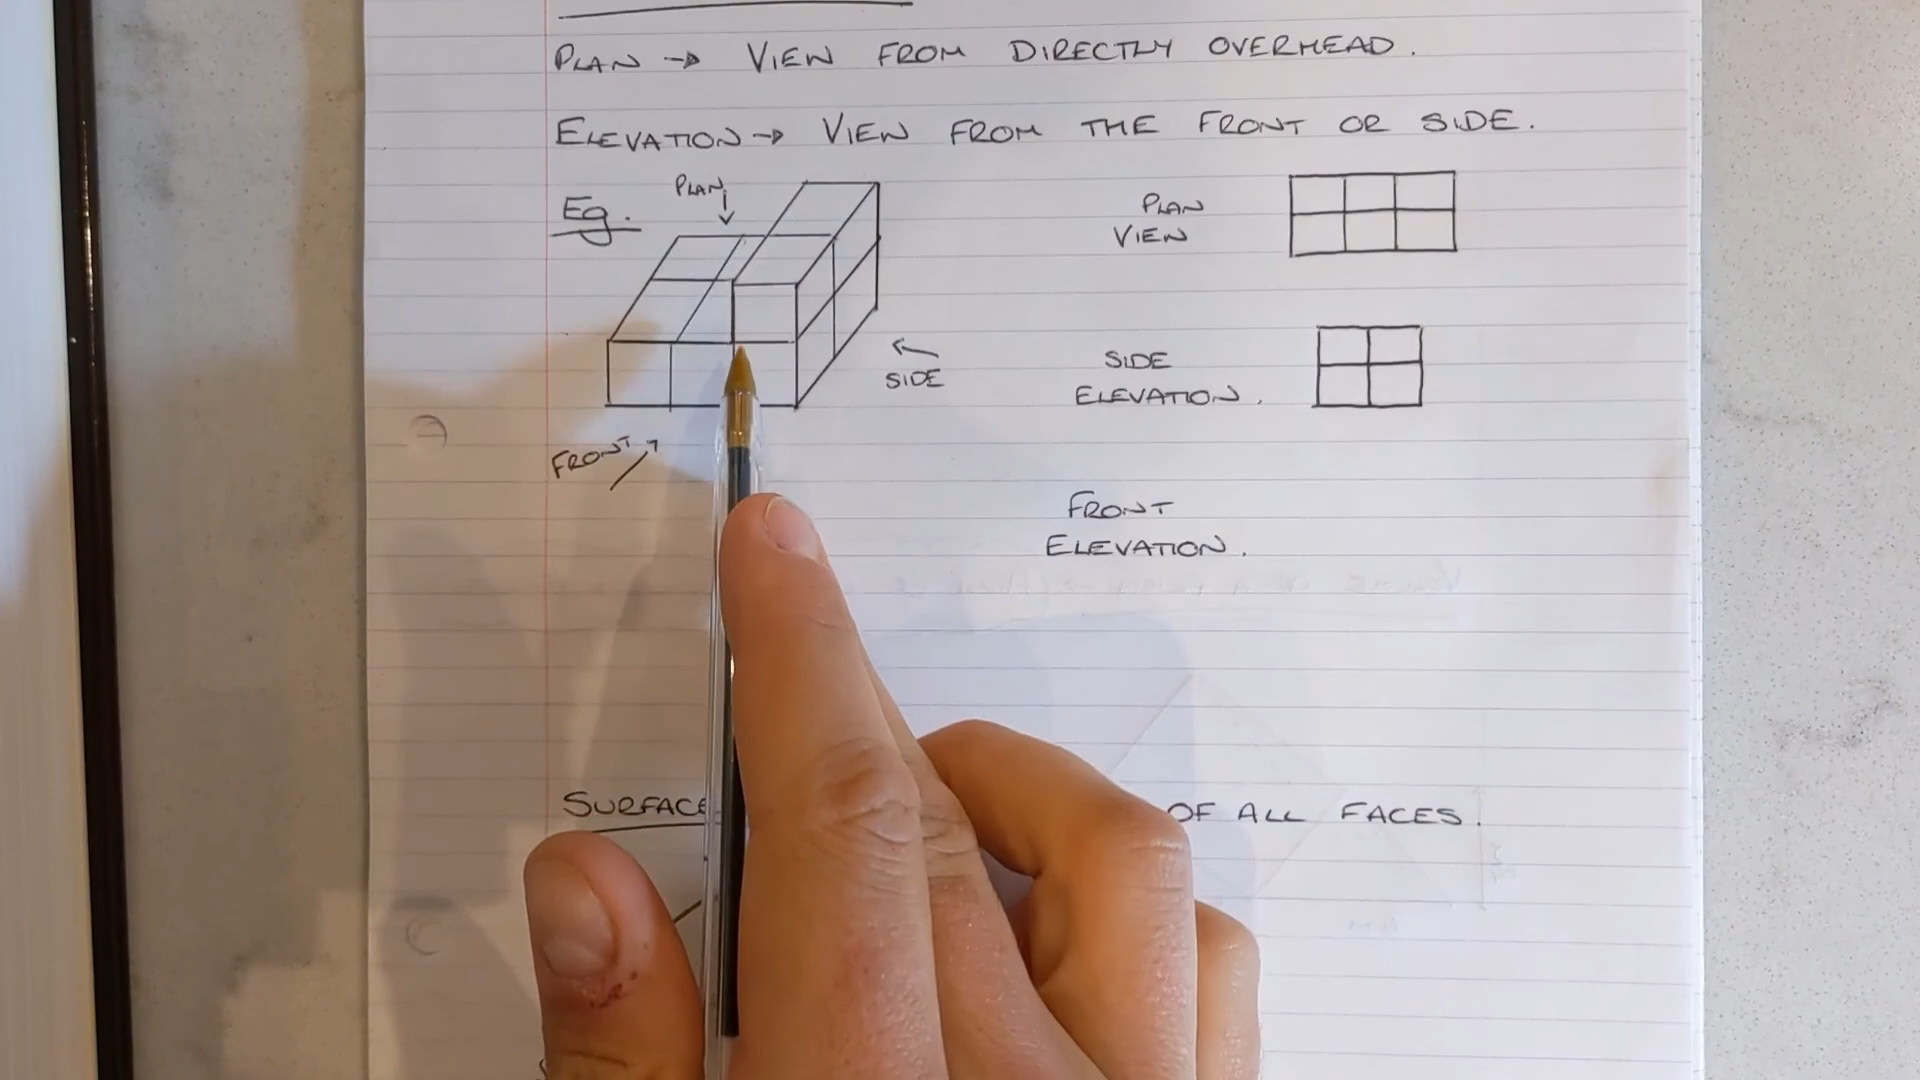 PLAN → VIEW FROM DIRECTLY OVERHEAD.
ELEVATION → VIEW FROM THE FRONT OR SIDE.
Eg.
PLAN
SIDE
FRONT
PLAN
VIEW
SIDE
ELEVATION.
FRONT
ELEVATION.
SURFACE OF ALL FACES.